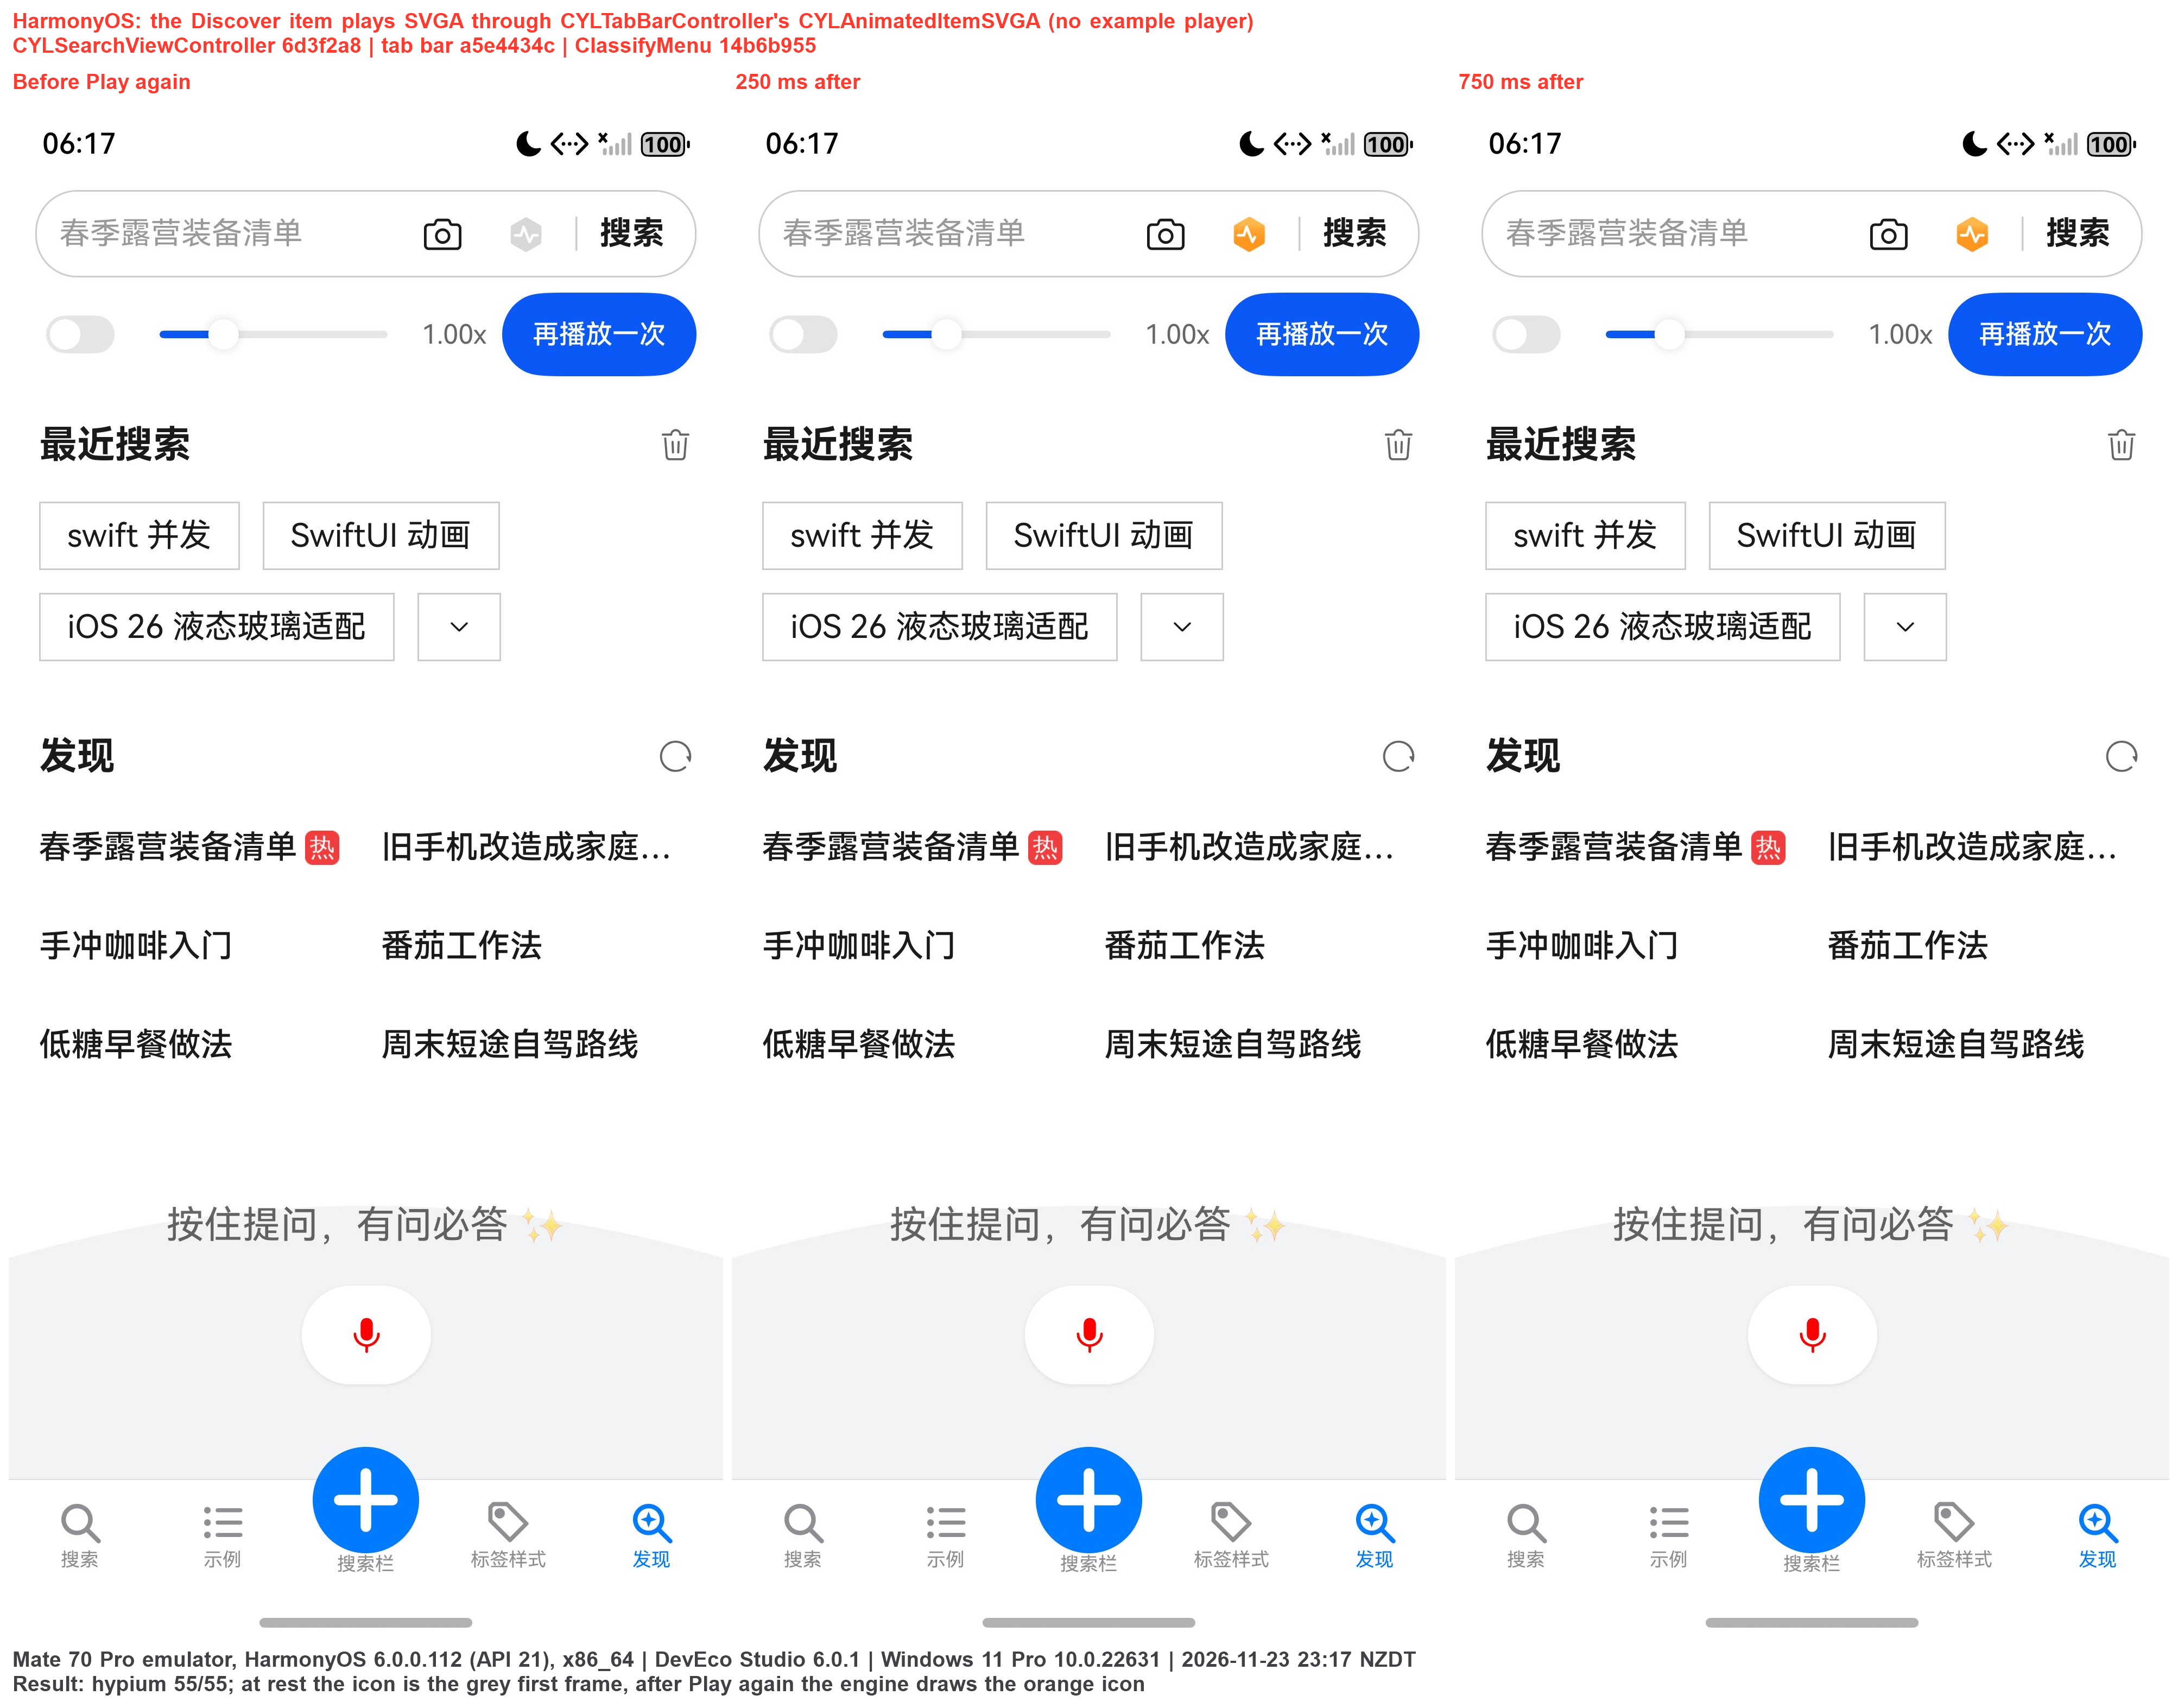 HarmonyOS: the Discover item plays SVGA through CYLTabBarController's CYLAnimatedItemSVGA (no example player)
CYLSearchViewController 6d3f2a8 | tab bar a5e4434c | ClassifyMenu 14b6b955
Before Play again
06:17
100
春季露营装备清单
搜索
1.00x
再播放一次
最近搜索
swift 并发
SwiftUI 动画
iOS 26 液态玻璃适配
发现
春季露营装备清单 热
旧手机改造成家庭...
手冲咖啡入门
番茄工作法
低糖早餐做法
周末短途自驾路线
按住提问，有问必答
搜索
示例
搜索栏
标签样式
发现
250 ms after
06:17
100
春季露营装备清单
搜索
1.00x
再播放一次
最近搜索
swift 并发
SwiftUI 动画
iOS 26 液态玻璃适配
发现
春季露营装备清单 热
旧手机改造成家庭...
手冲咖啡入门
番茄工作法
低糖早餐做法
周末短途自驾路线
按住提问，有问必答
搜索
示例
搜索栏
标签样式
发现
750 ms after
06:17
100
春季露营装备清单
搜索
1.00x
再播放一次
最近搜索
swift 并发
SwiftUI 动画
iOS 26 液态玻璃适配
发现
春季露营装备清单 热
旧手机改造成家庭...
手冲咖啡入门
番茄工作法
低糖早餐做法
周末短途自驾路线
按住提问，有问必答
搜索
示例
搜索栏
标签样式
发现
Mate 70 Pro emulator, HarmonyOS 6.0.0.112 (API 21), x86_64 | DevEco Studio 6.0.1 | Windows 11 Pro 10.0.22631 | 2026-11-23 23:17 NZDT
Result: hypium 55/55; at rest the icon is the grey first frame, after Play again the engine draws the orange icon